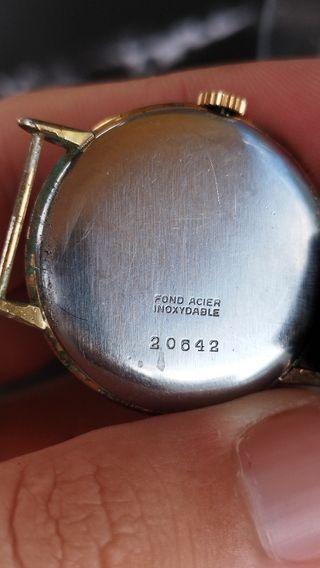 FOND ACIER
INOXYDABLE
20642